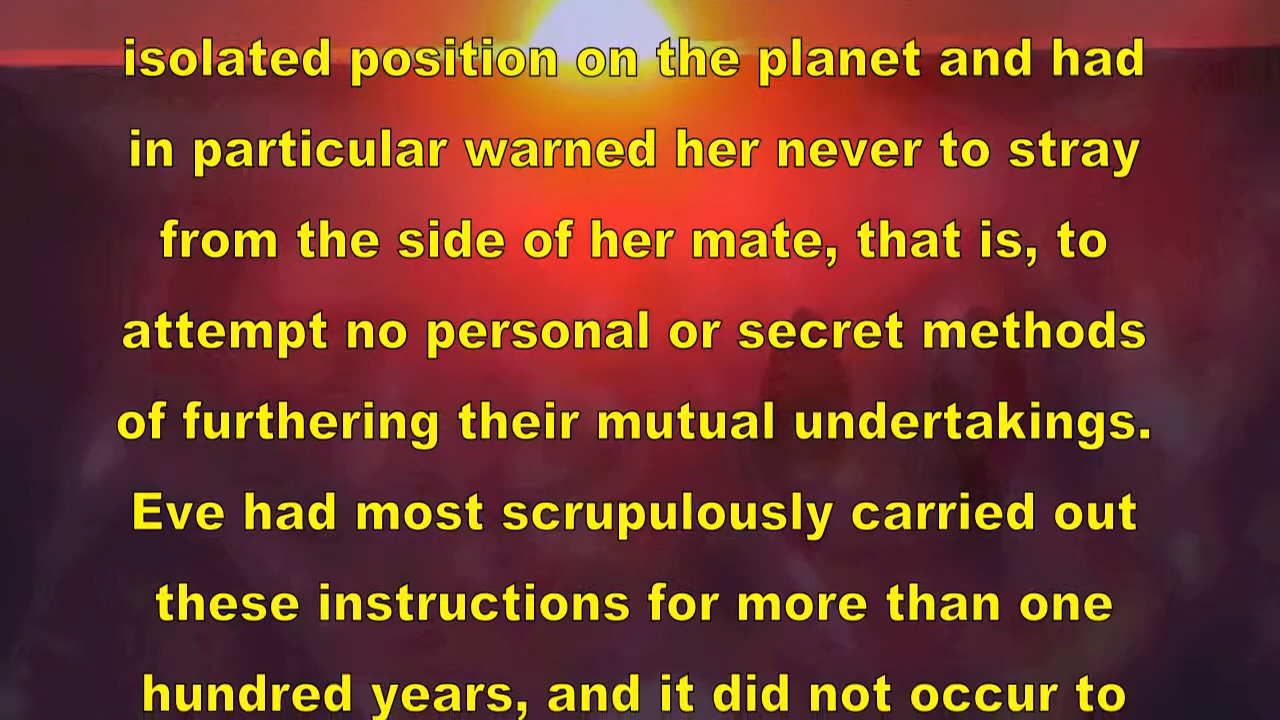 isolated position on the planet and had
in particular warned her never to stray
from the side of her mate, that is, to
attempt no personal or secret methods
of furthering their mutual undertakings.
Eve had most scrupulously carried out
these instructions for more than one
hundred years, and it did not occur to